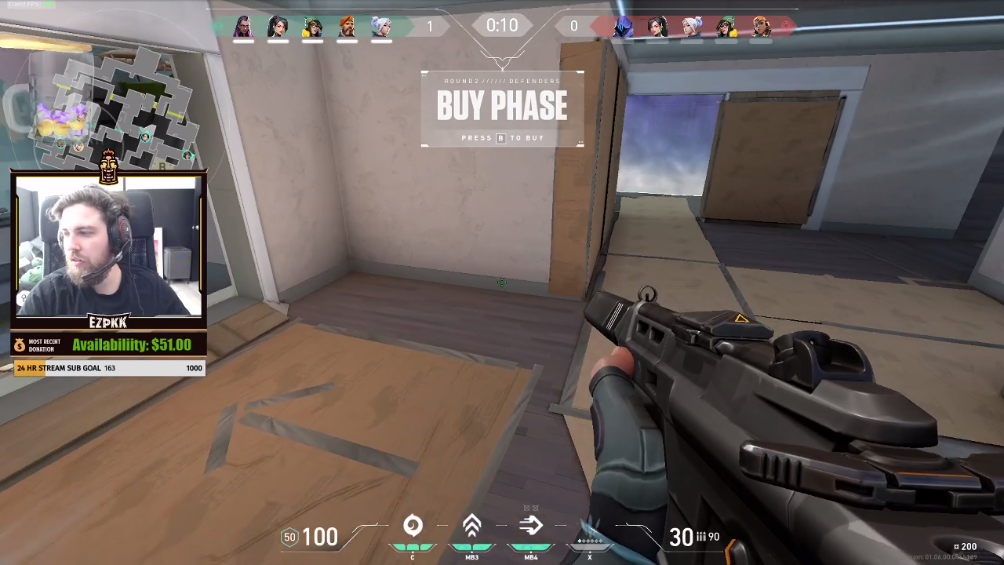 1
0:10
0
ROUND 2 ////// DEFENDERS
BUY PHASE
PRESS B TO BUY
B
EZPKK
$
MOST RECENT
DONATION
Availability: $51.00
24 HR STREAM SUB GOAL 163
1000
50
100
C
MB3
MB4
X
30
90
200